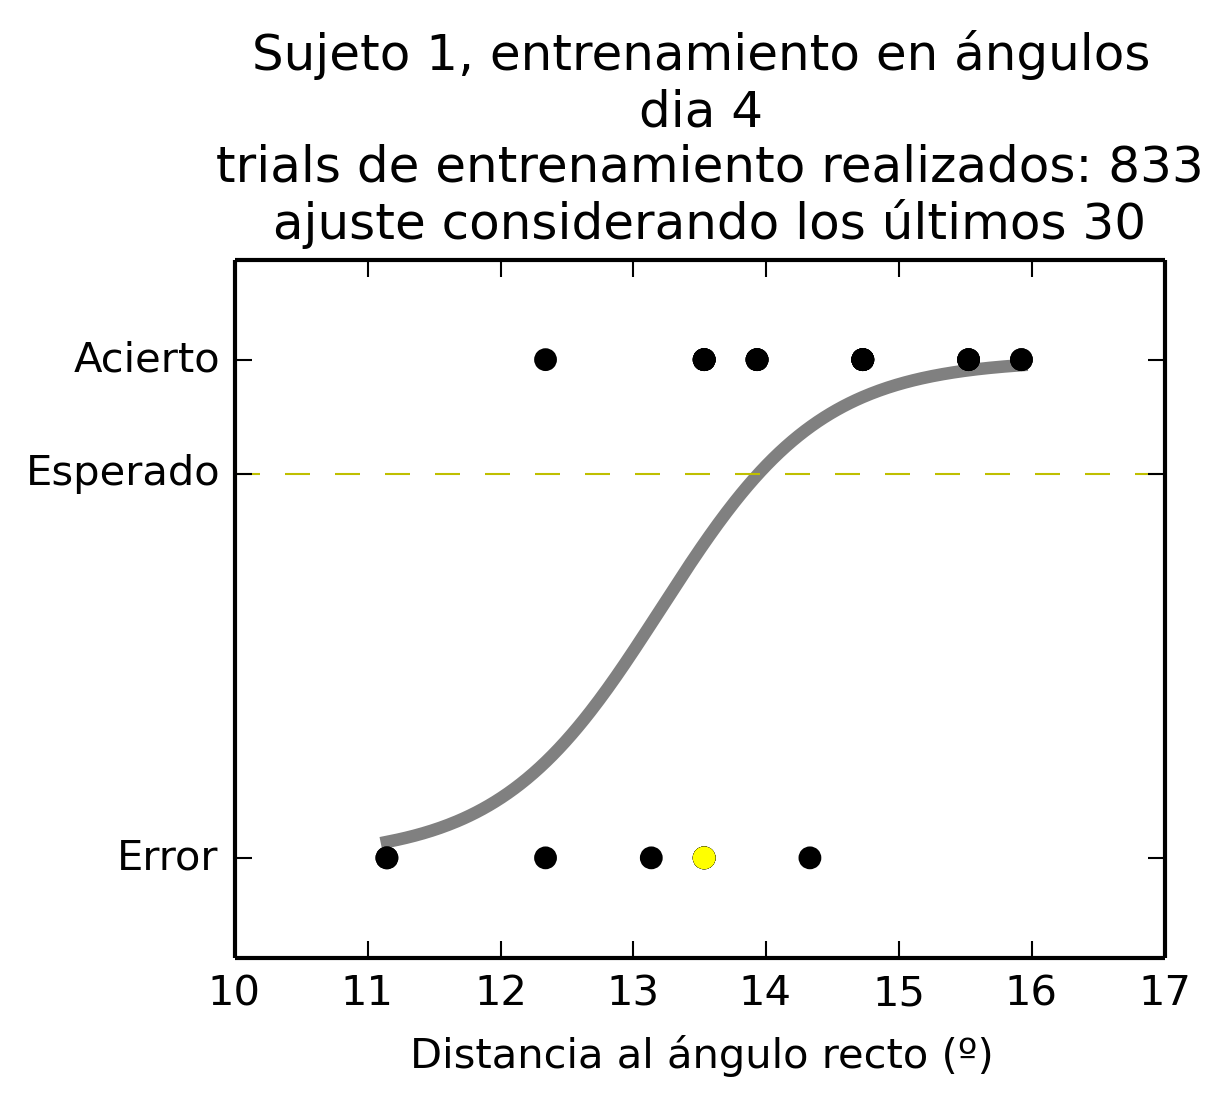 Sujeto 1, entrenamiento en ángulos
dia 4
trials de entrenamiento realizados: 833
ajuste considerando los últimos 30
Acierto
Esperado
Error
10 11 12 13 14 15 16 17
Distancia al ángulo recto (º)